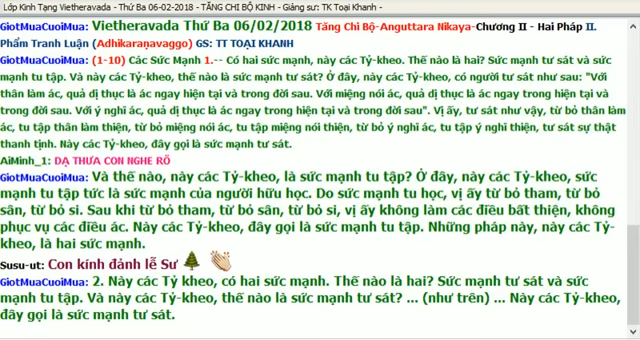 Lớp Kinh Tạng Vietheravada - Thứ Ba 06-02-2018 - TĂNG CHI BỘ KINH - Giảng sư: TK Toại Khanh -
GiotMuaCuoiMua: Vietheravada Thứ Ba 06/02/2018 Tăng Chi Bộ-Anguttara Nikaya-Chương II - Hai Pháp II.
Phẩm Tranh Luận (Adhikaraṇavaggo) GS: TT TOẠI KHANH
GiotMuaCuoiMua: (1-10) Các Sức Mạnh 1.-- Có hai sức mạnh, này các Tỷ-kheo. Thế nào là hai? Sức mạnh tư sát và sức
mạnh tu tập. Và này các Tỷ-kheo, thế nào là sức mạnh tư sát? Ở đây, này các Tỷ-kheo, có người tư sát như sau: "Với
thân làm ác, quả dị thục là ác ngay hiện tại và trong đời sau. Với miệng nói ác, quả dị thục là ác trong hiện tại và
trong đời sau. Với ý nghĩ ác, quả dị thục là ác ngay trong hiện tại và trong đời sau". Vị ấy, tư sát như vậy, từ bỏ thân làm
ác, tu tập thân làm thiện, từ bỏ miệng nói ác, tu tập miệng nói thiện, từ bỏ ý nghĩ ác, tu tập ý nghĩ thiện, tư sát sự thật
thanh tịnh. Này các Tỷ-kheo, đây gọi là sức mạnh tư sát.
AiMinh_1: DẠ THƯA CON NGHE RÕ
GiotMuaCuoiMua: Và thế nào, này các Tỷ-kheo, là sức mạnh tu tập? Ở đây, này các Tỷ-kheo, sức
mạnh tu tập tức là sức mạnh của người hữu học. Do sức mạnh tu học, vị ấy từ bỏ tham, từ bỏ
sân, từ bỏ si. Sau khi từ bỏ tham, từ bỏ sân, từ bỏ si, vị ấy không làm các điều bất thiện, không
phục vụ các điều ác. Này các Tỷ-kheo, đây gọi là sức mạnh tu tập. Những pháp này, này các Tỷ-
kheo, là hai sức mạnh.
Susu-ut: Con kính đảnh lễ Sư
GiotMuaCuoiMua: 2. Này các Tỷ kheo, có hai sức mạnh. Thế nào là hai? Sức mạnh tư sát và sức
mạnh tu tập. Và này các Tỷ-kheo, thế nào là sức mạnh tư sát? ... (như trên) ... Này các Tỷ-kheo,
đây gọi là sức mạnh tư sát.